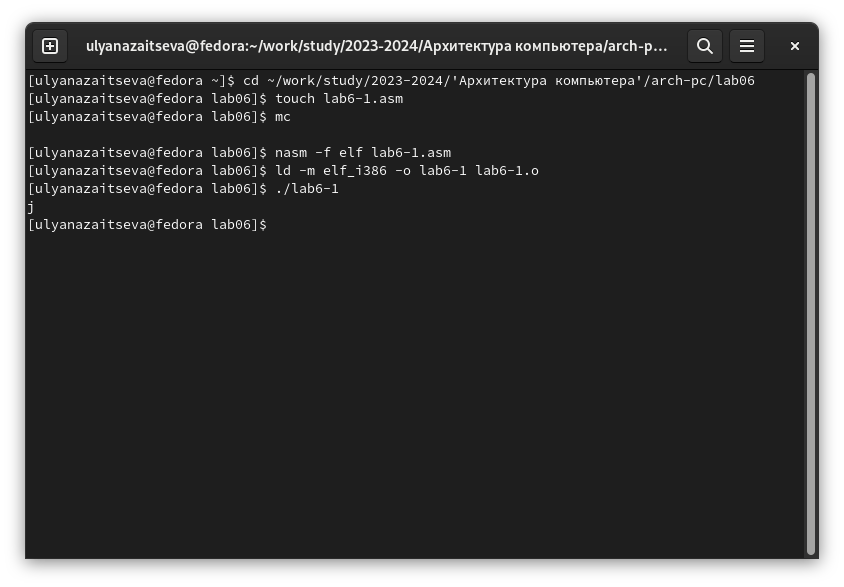 ulyanazaitseva@fedora:~/work/study/2023-2024/Архитектура компьютера/arch-p...
[ulyanazaitseva@fedora ~]$ cd ~/work/study/2023-2024/'Архитектура компьютера'/arch-pc/lab06
[ulyanazaitseva@fedora lab06]$ touch lab6-1.asm
[ulyanazaitseva@fedora lab06]$ mc
[ulyanazaitseva@fedora lab06]$ nasm -f elf lab6-1.asm
[ulyanazaitseva@fedora lab06]$ ld -m elf_i386 -o lab6-1 lab6-1.o
[ulyanazaitseva@fedora lab06]$ ./lab6-1
j
[ulyanazaitseva@fedora lab06]$